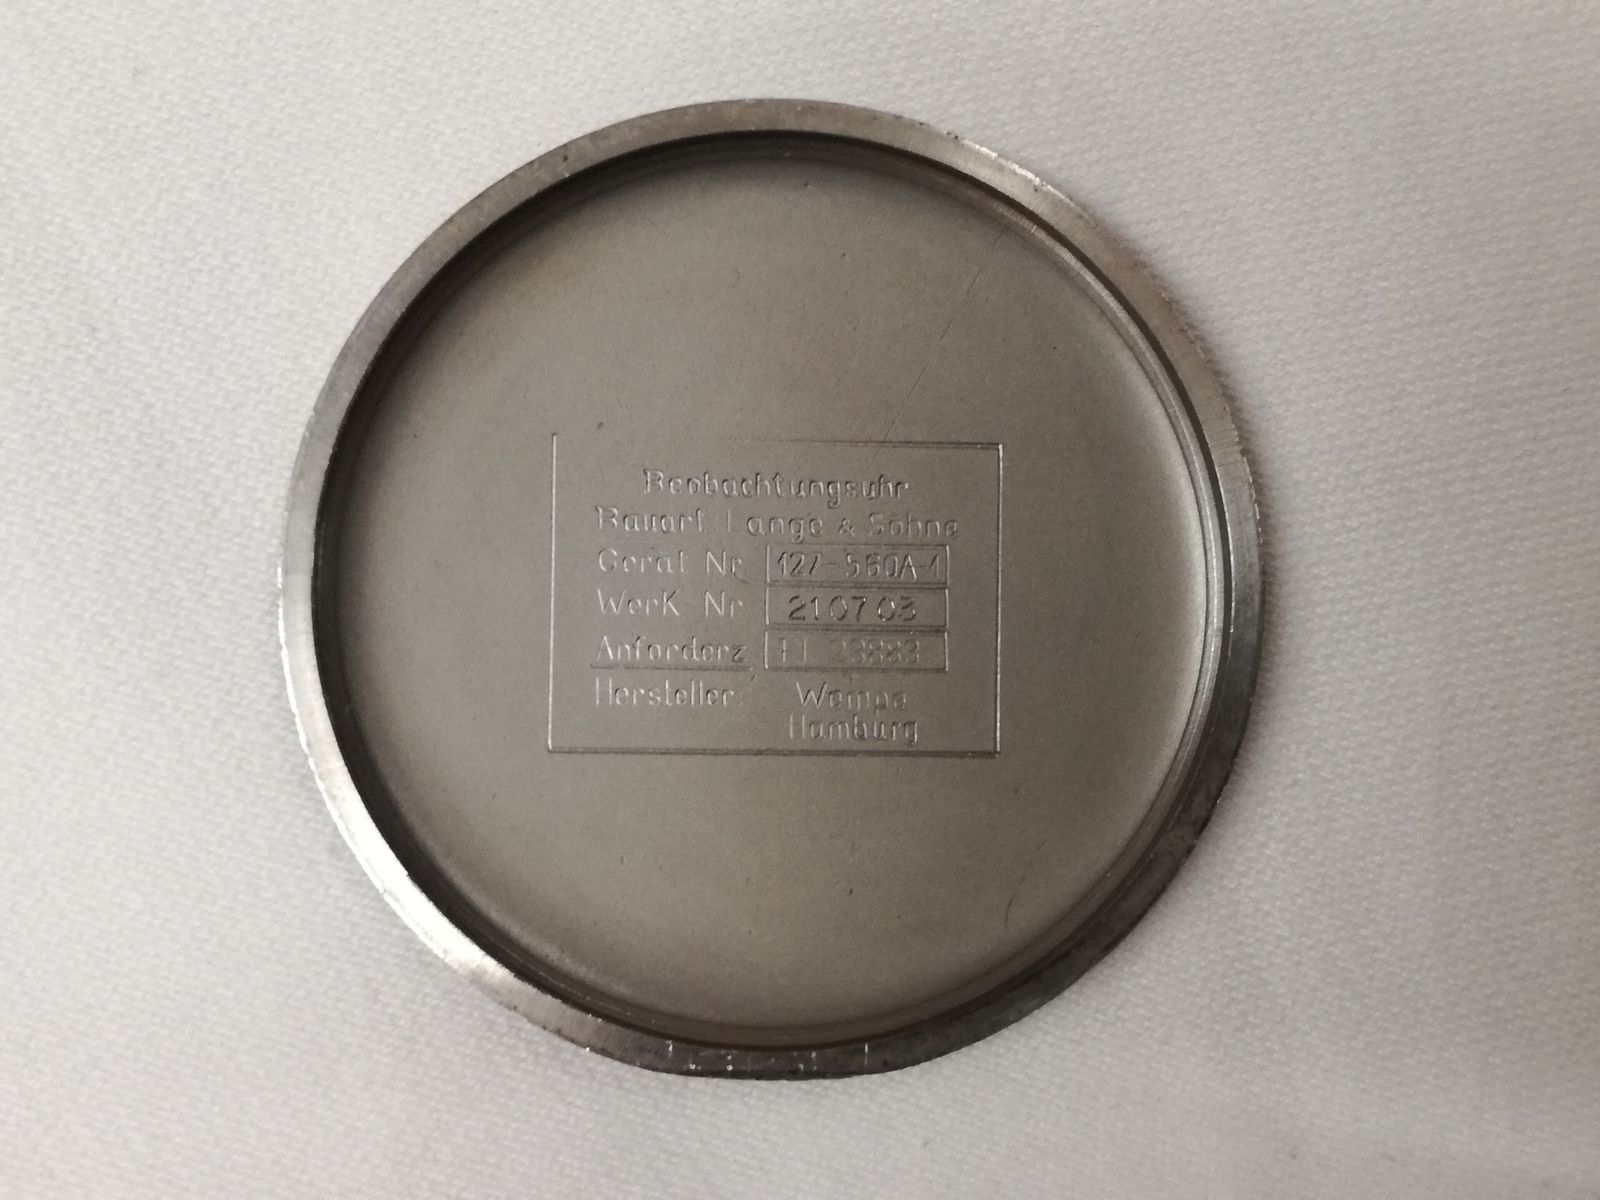 Beobachtungsuhr
Bauart Lange & Söhne
Gerät Nr 127-560A-1
Werk Nr 210703
Anforderz Fl 23883
Hersteller: Wempe
Hamburg